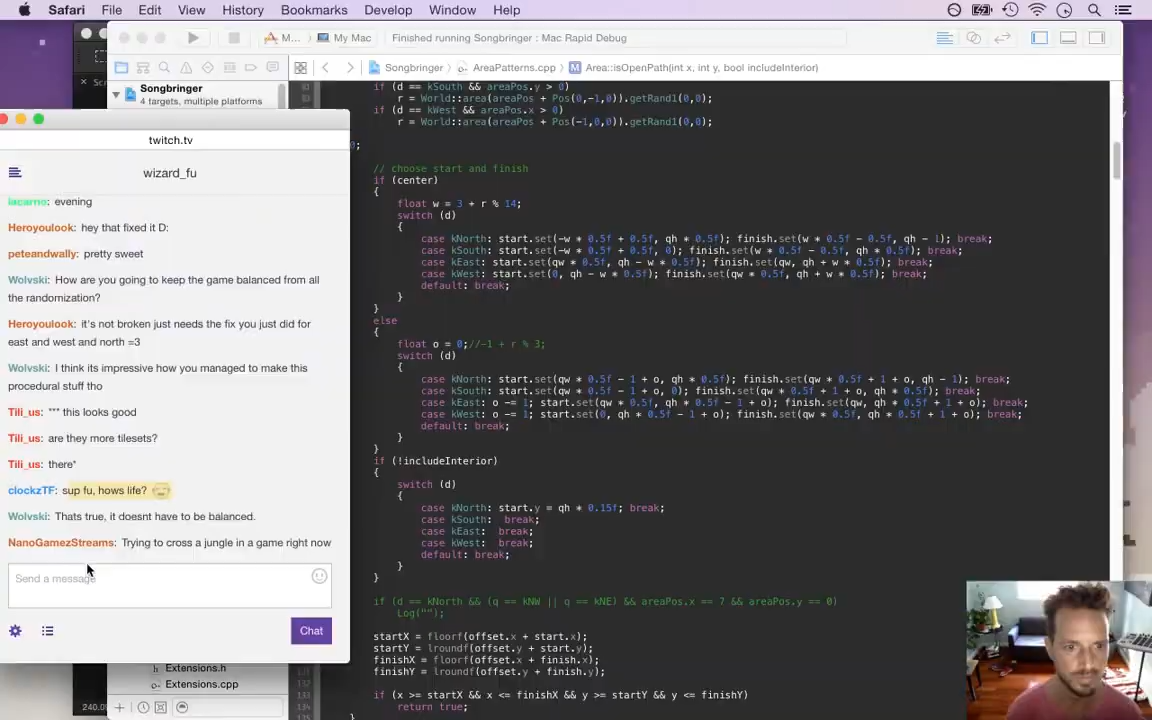 Safari File Edit View History Bookmarks Develop Window Help
M... My Mac Finished running Songbringer : Mac Rapid Debug
Songbringer AreaPatterns.cpp M Area::isOpenPath(int x, int y, bool includeInterior)
Songbringer
4 targets, multiple platforms
twitch.tv
wizard_fu
lacarno: evening
Heroyoulook: hey that fixed it D:
peteandwally: pretty sweet
Wolvski: How are you going to keep the game balanced from all
the randomization?
Heroyoulook: it's not broken just needs the fix you just did for
east and west and north =3
Wolvski: I think its impressive how you managed to make this
procedural stuff tho
Tili_us: *** this looks good
Tili_us: are they more tilesets?
Tili_us: there*
clockzTF: sup fu, hows life?
Wolvski: Thats true, it doesnt have to be balanced.
NanoGamezStreams: Trying to cross a jungle in a game right now
Send a message
Chat
Extensions.h
Extensions.cpp
240.0
if (d == kSouth && areaPos.y > 0)
r = World::area(areaPos + Pos(0,-1,0)).getRand1(0,0);
if (d == kWest && areaPos.x > 0)
r = World::area(areaPos + Pos(-1,0,0)).getRand1(0,0);
0;
// choose start and finish
if (center)
{
float w = 3 + r % 14;
switch (d)
{
case kNorth: start.set(-w * 0.5f + 0.5f, qh * 0.5f); finish.set(w * 0.5f - 0.5f, qh - 1); break;
case kSouth: start.set(-w * 0.5f + 0.5f, 0); finish.set(w * 0.5f - 0.5f, qh * 0.5f); break;
case kEast: start.set(qw * 0.5f, qh - w * 0.5f); finish.set(qw, qh + w * 0.5f); break;
case kWest: start.set(0, qh - w * 0.5f); finish.set(qw * 0.5f, qh + w * 0.5f); break;
default: break;
}
}
else
{
float o = 0;//-1 + r % 3;
switch (d)
{
case kNorth: start.set(qw * 0.5f - 1 + o, qh * 0.5f); finish.set(qw * 0.5f + 1 + o, qh - 1); break;
case kSouth: start.set(qw * 0.5f - 1 + o, 0); finish.set(qw * 0.5f + 1 + o, qh * 0.5f); break;
case kEast: o -= 1; start.set(qw * 0.5f, qh * 0.5f - 1 + o); finish.set(qw, qh * 0.5f + 1 + o); break;
case kWest: o -= 1; start.set(0, qh * 0.5f - 1 + o); finish.set(qw * 0.5f, qh * 0.5f + 1 + o); break;
default: break;
}
}
if (!includeInterior)
{
switch (d)
{
case kNorth: start.y = qh * 0.15f; break;
case kSouth: break;
case kEast: break;
case kWest: break;
default: break;
}
}
if (d == kNorth && (q == kNW || q == kNE) && areaPos.x == 7 && areaPos.y == 0)
Log("");
startX = floorf(offset.x + start.x);
startY = lroundf(offset.y + start.y);
finishX = floorf(offset.x + finish.x);
finishY = lroundf(offset.y + finish.y);
if (x >= startX && x <= finishX && y >= startY && y <= finishY)
return true;